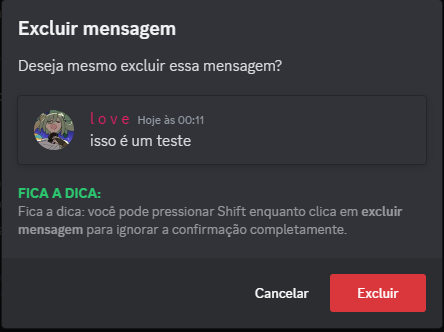 Excluir mensagem
Deseja mesmo excluir essa mensagem?
l o v e Hoje às 00:11
isso é um teste
FICA A DICA:
Fica a dica: você pode pressionar Shift enquanto clica em excluir
mensagem para ignorar a confirmação completamente.
Cancelar Excluir